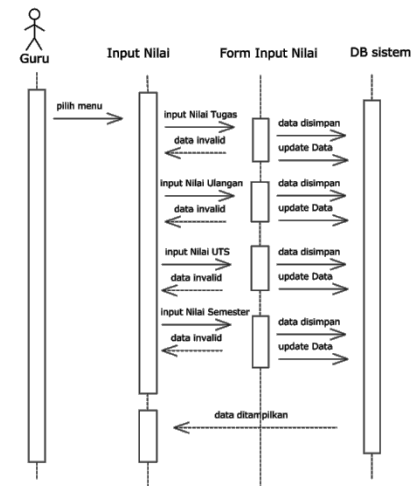 Guru
Input Nilai
Form Input Nilai
DB sistem
pilih menu
input Nilai Tugas
data disimpan
data invalid
update Data
input Nilai Ulangan
data disimpan
data invalid
update Data
input Nilai UTS
data disimpan
data invalid
update Data
input Nilai Semester
data disimpan
data invalid
update Data
data ditampilkan